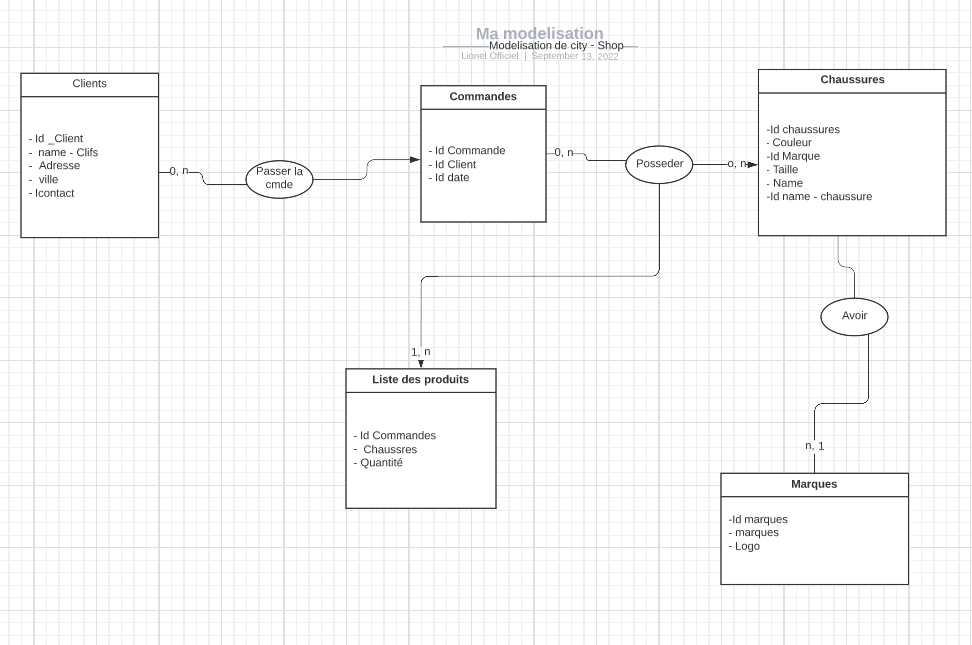 Ma modelisation
Modelisation de city - Shop
Lionel Officiel | September 13, 2022
Clients
- Id _Client
- name - Clifs
- Adresse
- ville
- Icontact
0, n
Passer la
cmde
Commandes
- Id Commande
- Id Client
- Id date
0, n
Posseder
o, n
Chaussures
-Id chaussures
- Couleur
-Id Marque
- Taille
- Name
-Id name - chaussure
Avoir
1, n
Liste des produits
- Id Commandes
- Chaussres
- Quantité
n, 1
Marques
-Id marques
- marques
- Logo